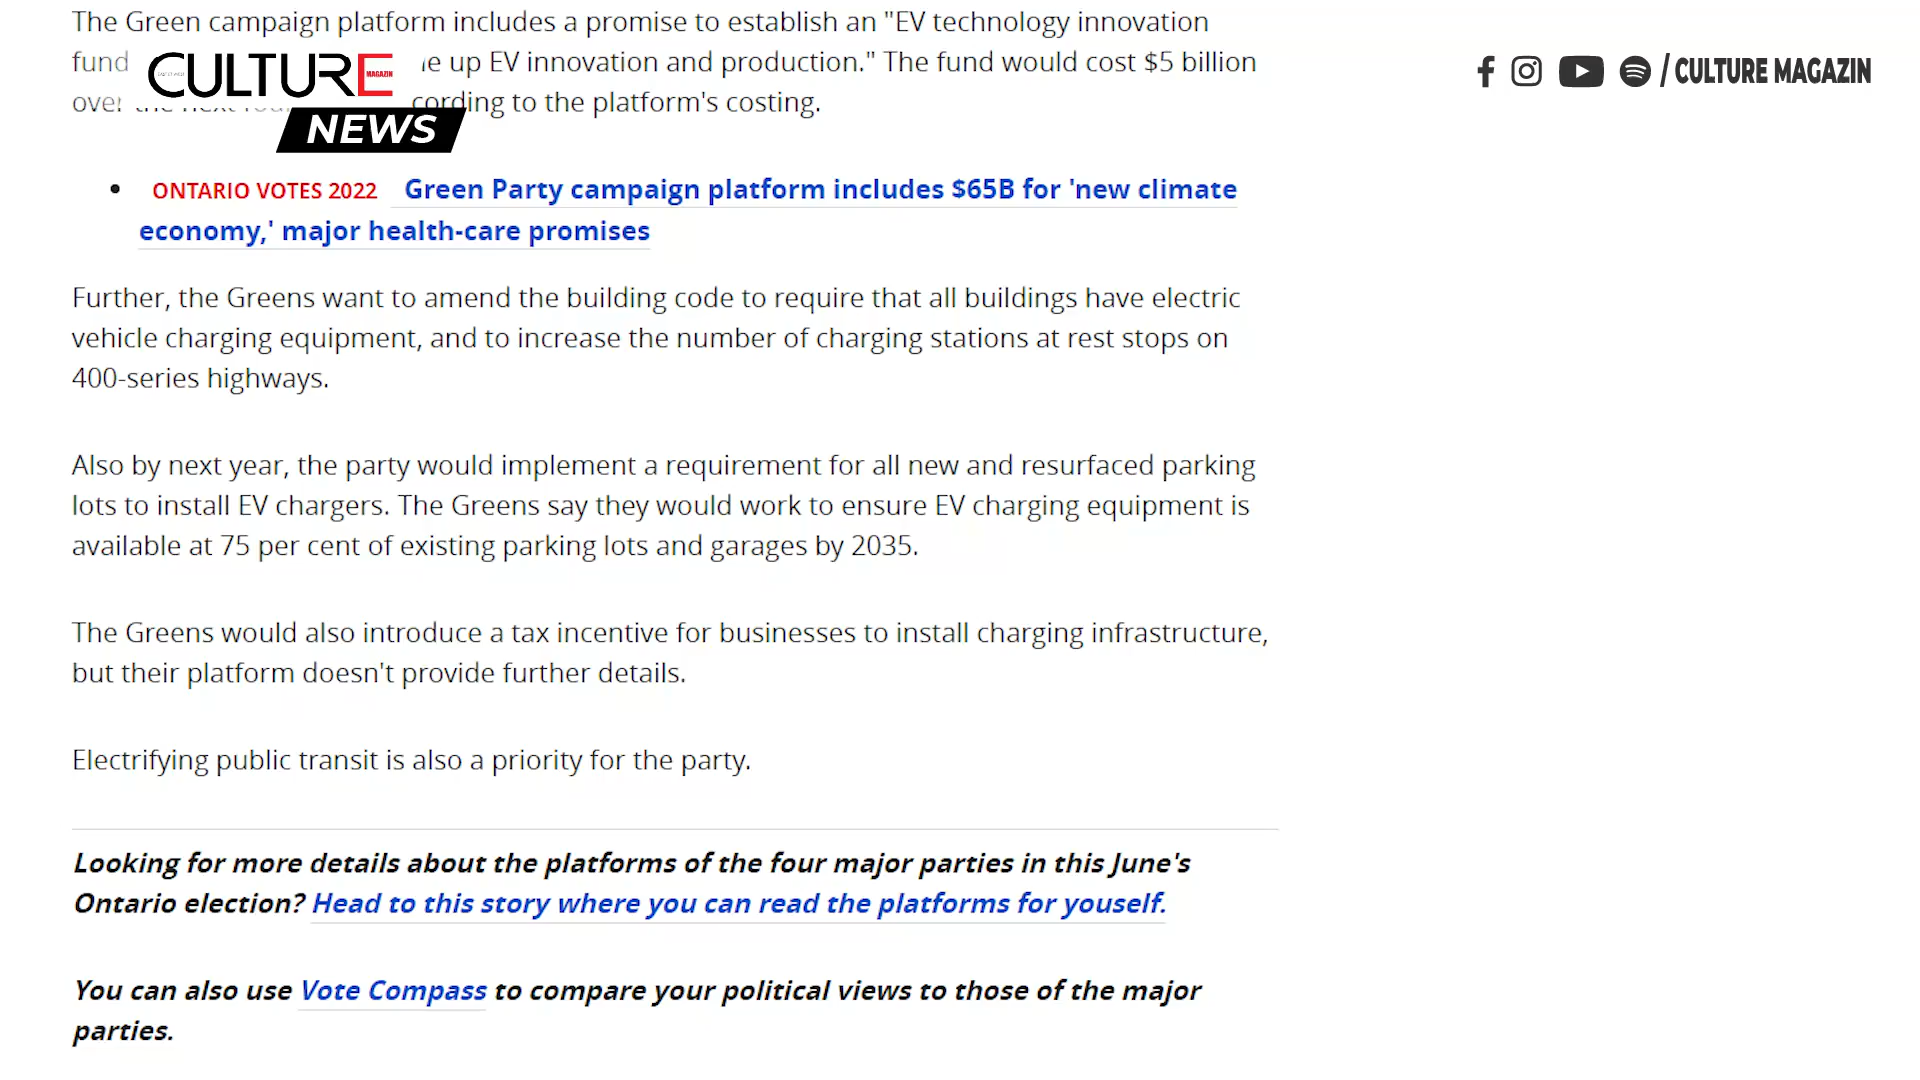 The Green campaign platform includes a promise to establish an "EV technology innovation
fund up EV innovation and production." The fund would cost $5 billion
over the next to the platform's costing.
CULTURE
MAGAZIN
NEWS
/ CULTURE MAGAZIN
• ONTARIO VOTES 2022 Green Party campaign platform includes $65B for 'new climate
economy,' major health-care promises
Further, the Greens want to amend the building code to require that all buildings have electric
vehicle charging equipment, and to increase the number of charging stations at rest stops on
400-series highways.
Also by next year, the party would implement a requirement for all new and resurfaced parking
lots to install EV chargers. The Greens say they would work to ensure EV charging equipment is
available at 75 per cent of existing parking lots and garages by 2035.
The Greens would also introduce a tax incentive for businesses to install charging infrastructure,
but their platform doesn't provide further details.
Electrifying public transit is also a priority for the party.
Looking for more details about the platforms of the four major parties in this June's
Ontario election? Head to this story where you can read the platforms for youself.
You can also use Vote Compass to compare your political views to those of the major
parties.